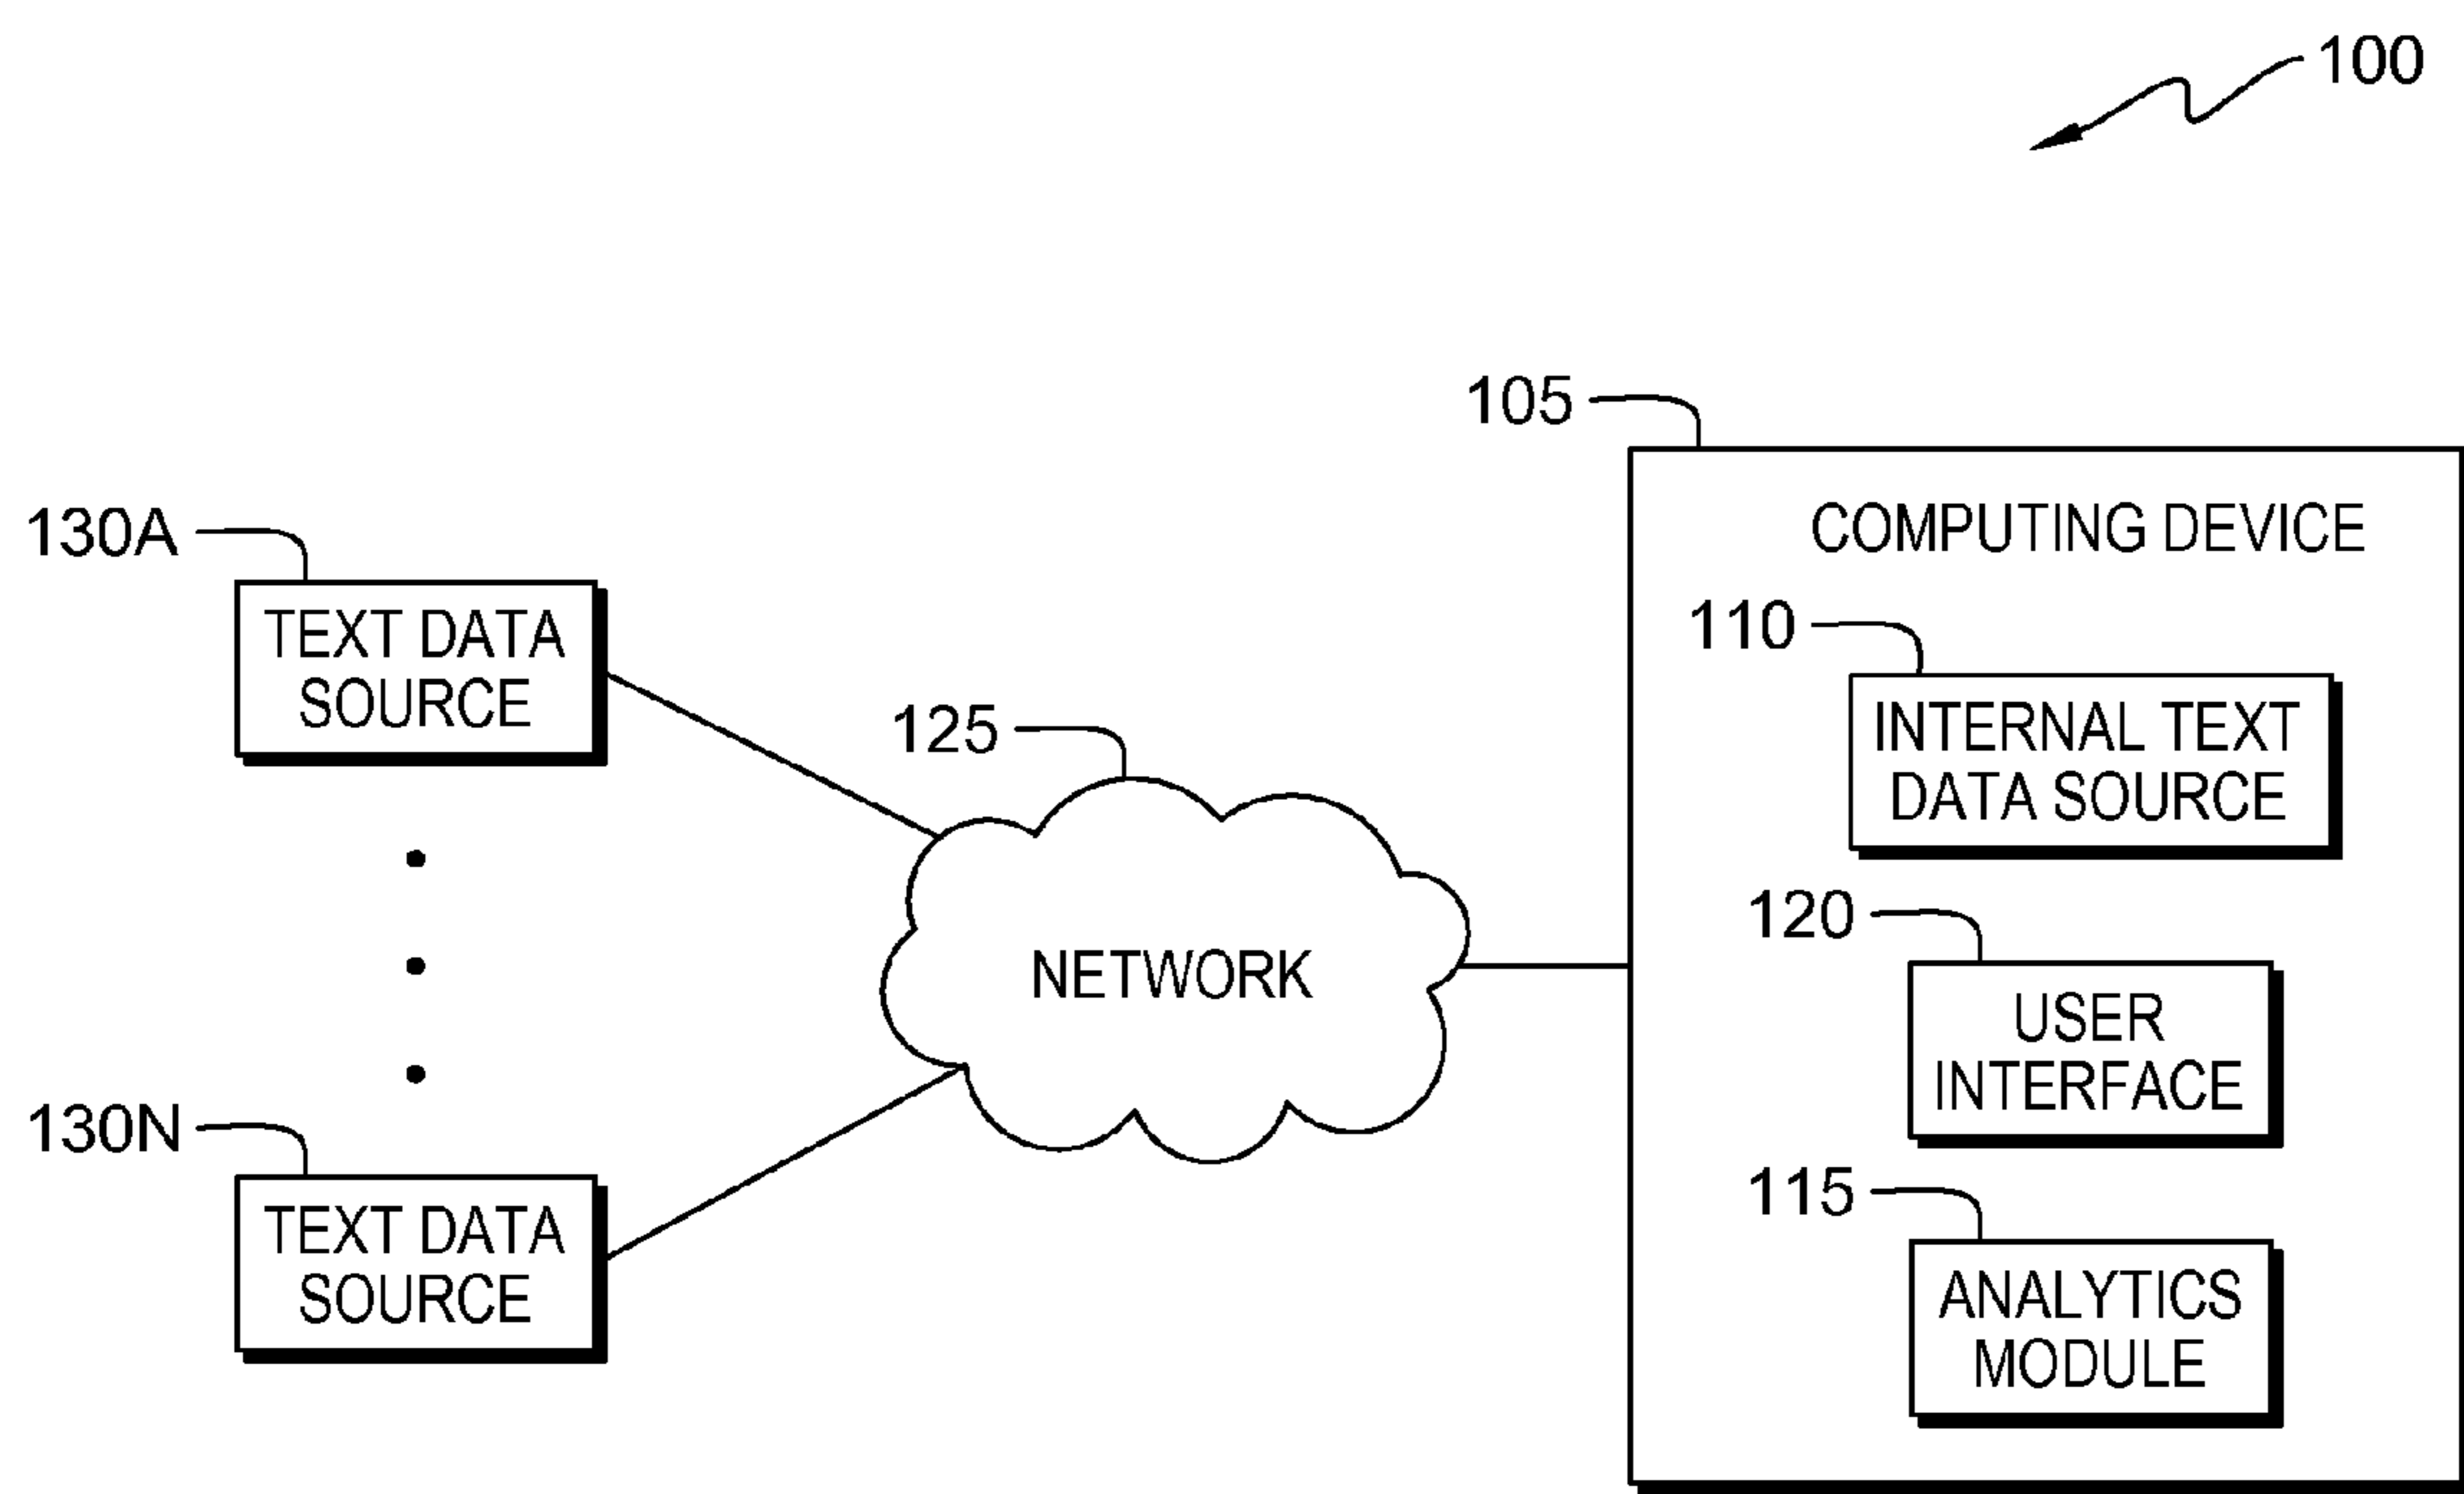 100
105
COMPUTING DEVICE
130A
TEXT DATA
SOURCE
110
INTERNAL TEXT
DATA SOURCE
125
NETWORK
120
USER
INTERFACE
130N
TEXT DATA
SOURCE
115
ANALYTICS
MODULE